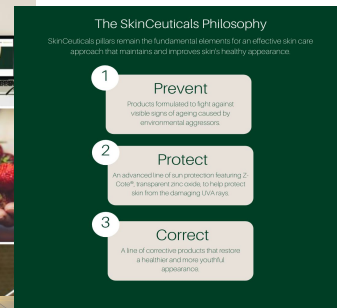 The SkinCeuticals Philosophy
SkinCeuticals pillars remain the fundamental elements for an effective skin care
approach that maintains and improves skin's healthy appearance.
1
Prevent
Products formulated to fight against
visible signs of ageing caused by
environmental aggressors.
2
Protect
An advanced line of sun protection featuring Z-
Cote®, transparent zinc oxide, to help protect
skin from the damaging UVA rays.
3
Correct
A line of corrective products that restore
a healthier and more youthful
appearance.